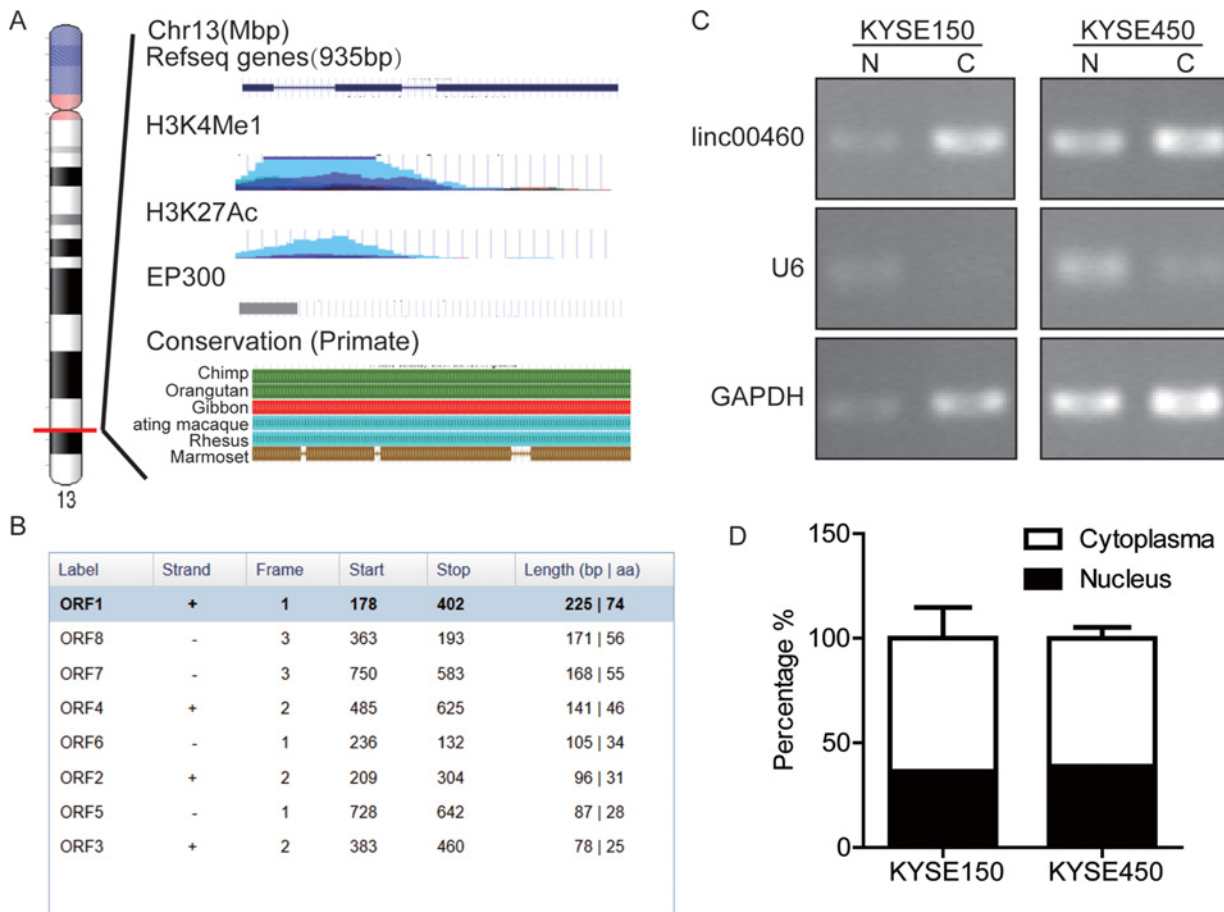 A
Chr13(Mbp)
Refseq genes(935bp)
H3K4Me1
H3K27Ac
EP300
Conservation (Primate)
Chimp
Orangutan
Gibbon
ating macaque
Rhesus
Marmoset
13
B
Label Strand Frame Start Stop Length (bp | aa)
ORF1 + 1 178 402 225 | 74
ORF8 - 3 363 193 171 | 56
ORF7 - 3 750 583 168 | 55
ORF4 + 2 485 625 141 | 46
ORF6 - 1 236 132 105 | 34
ORF2 + 2 209 304 96 | 31
ORF5 - 1 728 642 87 | 28
ORF3 + 2 383 460 78 | 25
C
KYSE150 KYSE450
N C N C
linc00460
U6
GAPDH
D
Cytoplasma
Nucleus
Percentage %
150
100
50
0
KYSE150 KYSE450